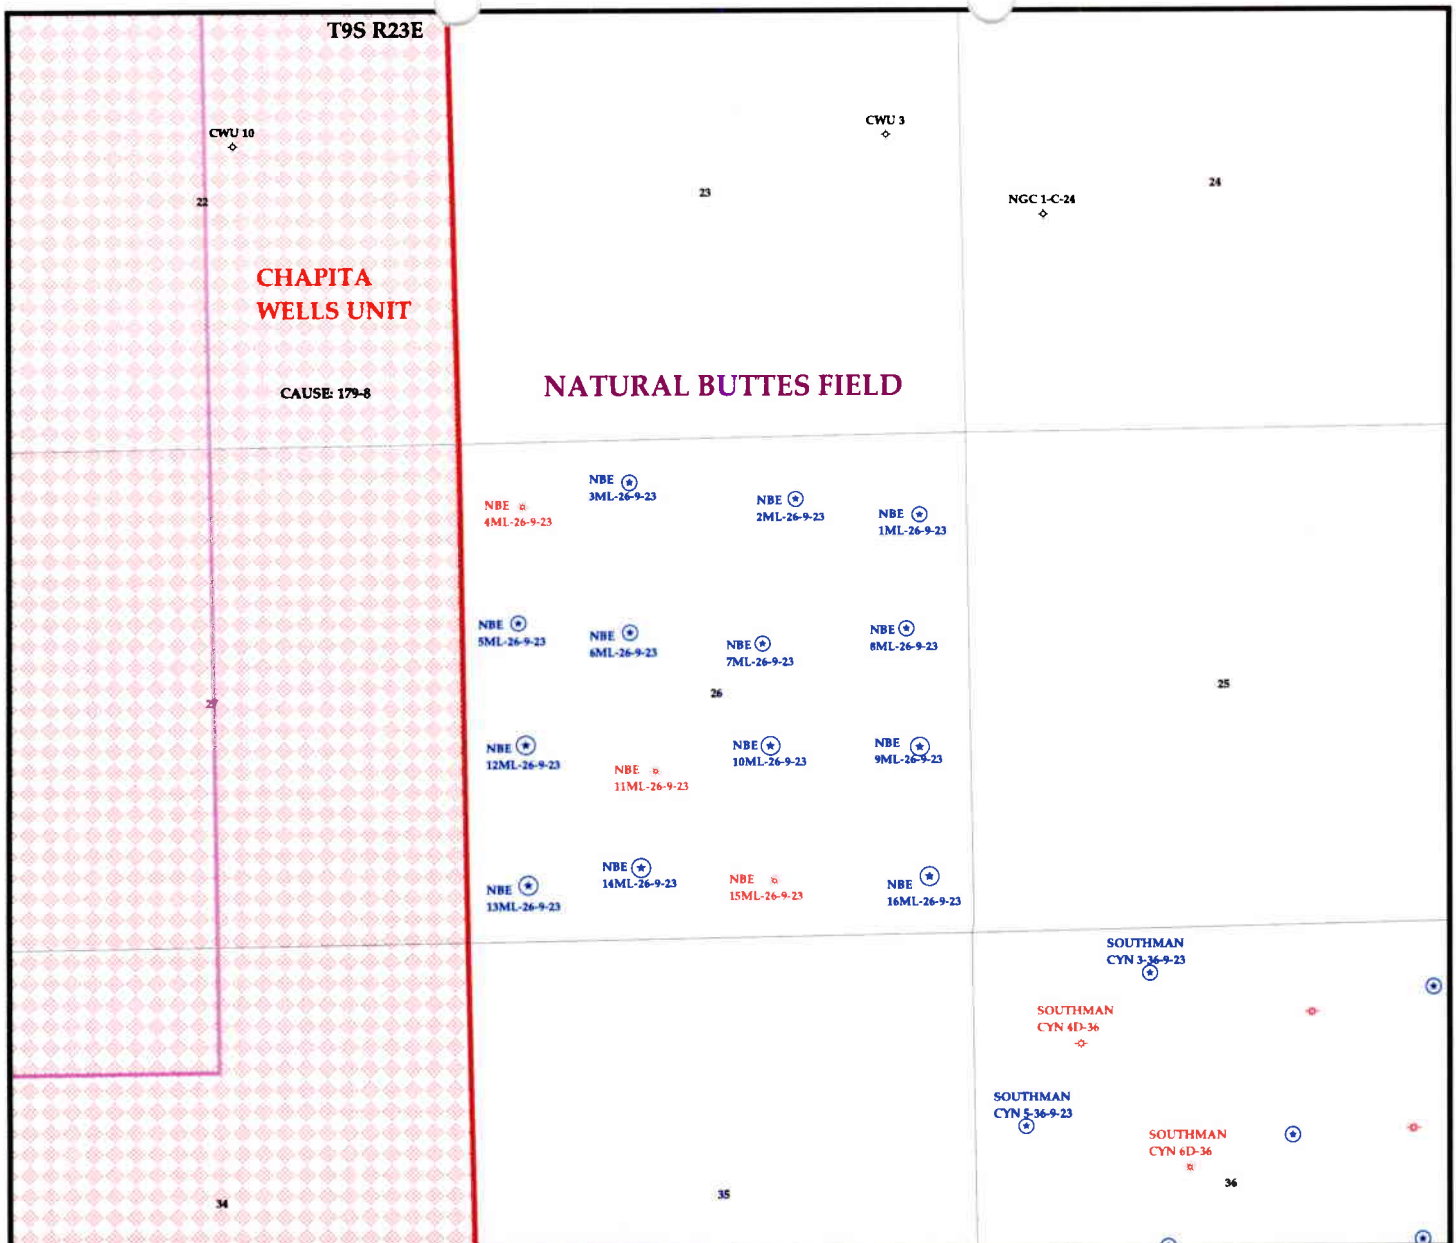 T9S R23E
CWU 10
CWU 3
22
23
24
NGC 1-C-24
CHAPITA
WELLS UNIT
CAUSE: 179-8
NATURAL BUTTES FIELD
NBE
4ML-26-9-23
NBE
3ML-26-9-23
NBE
2ML-26-9-23
NBE
1ML-26-9-23
NBE
5ML-26-9-23
NBE
6ML-26-9-23
NBE
7ML-26-9-23
NBE
8ML-26-9-23
26
25
NBE
12ML-26-9-23
NBE
11ML-26-9-23
NBE
10ML-26-9-23
NBE
9ML-26-9-23
NBE
13ML-26-9-23
NBE
14ML-26-9-23
NBE
15ML-26-9-23
NBE
16ML-26-9-23
SOUTHMAN
CYN 3-36-9-23
SOUTHMAN
CYN 4D-36
SOUTHMAN
CYN 5-36-9-23
SOUTHMAN
CYN 6D-36
34
35
36